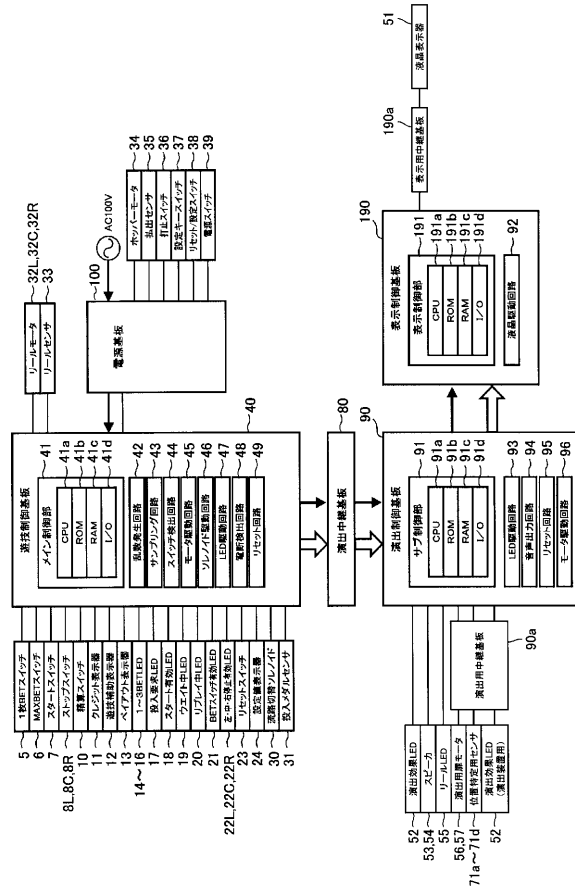 32L,32C,32R
リールモータ
33
リールセンサ
AC100V
100
電源基板
34
ホッパーモータ
35
払出センサ
36
打止スイッチ
37
設定キースイッチ
38
リセット/設定スイッチ
39
電源スイッチ
40
遊技制御基板
41
メイン制御部
CPU
41a
ROM
41b
RAM
41c
I/O
41d
乱数発生回路
42
サンプリング回路
43
スイッチ検出回路
44
モータ駆動回路
45
ソレノイド駆動回路
46
LED駆動回路
47
電断検出回路
48
リセット回路
49
5
1枚BETスイッチ
6
MAXBETスイッチ
7
スタートスイッチ
8L,8C,8R
ストップスイッチ
10
精算スイッチ
11
クレジット表示器
12
遊技補助表示器
13
ペイアウト表示器
14～16
1～3BETLED
17
投入要求LED
18
スタート有効LED
19
ウエイト中LED
20
リプレイ中LED
21
BETスイッチ有効LED
22L,22C,22R
左・中・右停止有効LED
23
リセットスイッチ
24
設定値表示器
30
流路切替ソレノイド
31
投入メダルセンサ
80
演出中継基板
90
演出制御基板
91
サブ制御部
CPU
91a
ROM
91b
RAM
91c
I/O
91d
LED駆動回路
93
音声出力回路
94
リセット回路
95
モータ駆動回路
96
52
演出効果LED
53,54
スピーカ
55
リールLED
56,57
演出用扉モータ
71a～71d
位置特定用センサ
52
演出効果LED
(演出装置用)
演出用中継基板
90a
190
表示制御基板
191
表示制御部
CPU
191a
ROM
191b
RAM
191c
I/O
191d
液晶駆動回路
92
190a
表示用中継基板
51
液晶表示器